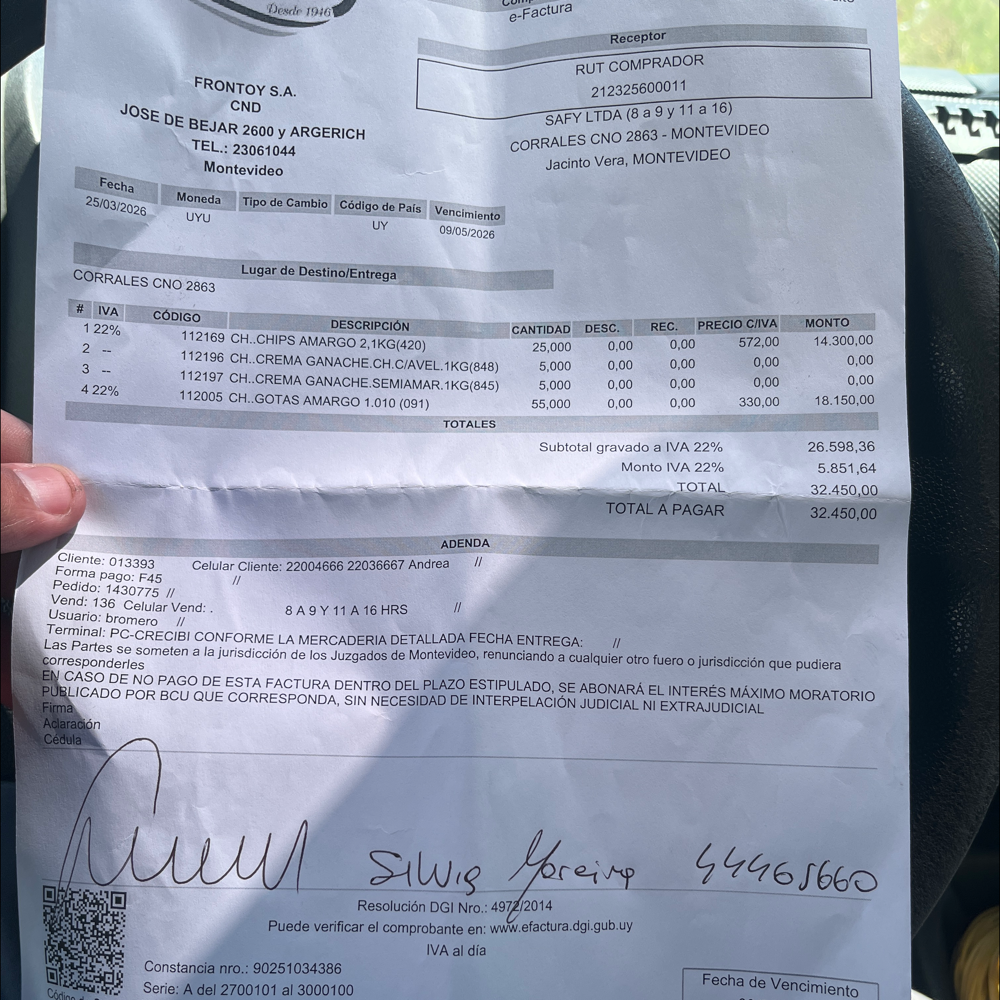 Desde 1946
e-Factura
Receptor
RUT COMPRADOR
212325600011
SAFY LTDA (8 a 9 y 11 a 16)
CORRALES CNO 2863 - MONTEVIDEO
Jacinto Vera, MONTEVIDEO
FRONTOY S.A.
CND
JOSE DE BEJAR 2600 y ARGERICH
TEL.: 23061044
Montevideo
Fecha Moneda Tipo de Cambio Código de País Vencimiento
25/03/2026 UYU UY 09/05/2026
Lugar de Destino/Entrega
CORRALES CNO 2863
# IVA CÓDIGO DESCRIPCIÓN CANTIDAD DESC. REC. PRECIO C/IVA MONTO
1 22% 112169 CH..CHIPS AMARGO 2,1KG(420) 25,000 0,00 0,00 572,00 14.300,00
2 -- 112196 CH..CREMA GANACHE.CH.C/AVEL.1KG(848) 5,000 0,00 0,00 0,00 0,00
3 -- 112197 CH..CREMA GANACHE.SEMIAMAR.1KG(845) 5,000 0,00 0,00 0,00 0,00
4 22% 112005 CH..GOTAS AMARGO 1.010 (091) 55,000 0,00 0,00 330,00 18.150,00
TOTALES
Subtotal gravado a IVA 22% 26.598,36
Monto IVA 22% 5.851,64
TOTAL 32.450,00
TOTAL A PAGAR 32.450,00
ADENDA
Cliente: 013393 Celular Cliente: 22004666 22036667 Andrea //
Forma pago: F45 //
Pedido: 1430775 //
Vend: 136 Celular Vend: . 8 A 9 Y 11 A 16 HRS //
Usuario: bromero //
Terminal: PC-CRECIBI CONFORME LA MERCADERIA DETALLADA FECHA ENTREGA: //
Las Partes se someten a la jurisdicción de los Juzgados de Montevideo, renunciando a cualquier otro fuero o jurisdicción que pudiera
corresponderles
EN CASO DE NO PAGO DE ESTA FACTURA DENTRO DEL PLAZO ESTIPULADO, SE ABONARÁ EL INTERÉS MÁXIMO MORATORIO
PUBLICADO POR BCU QUE CORRESPONDA, SIN NECESIDAD DE INTERPELACIÓN JUDICIAL NI EXTRAJUDICIAL
Firma
Aclaración
Cédula
Silvia Moreira 44465660
Resolución DGI Nro.: 4972/2014
Puede verificar el comprobante en: www.efactura.dgi.gub.uy
IVA al día
Constancia nro.: 90251034386
Serie: A del 2700101 al 3000100
Fecha de Vencimiento